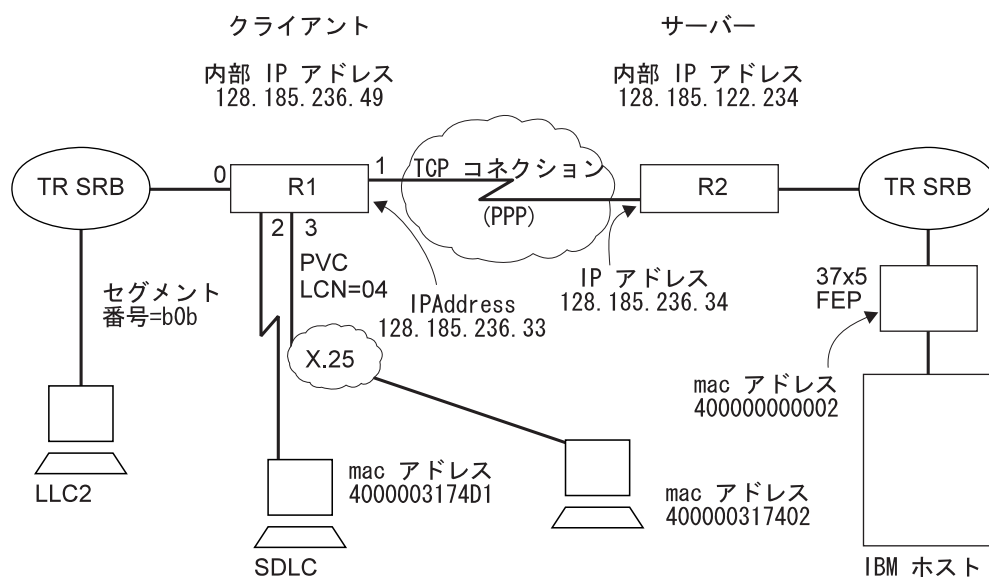 クライアント
サーバー
内部 IP アドレス
128.185.236.49
内部 IP アドレス
128.185.122.234
TR SRB
0
R1
1
TCP コネクション
(PPP)
R2
TR SRB
2
3
PVC
LCN=04
IPAddress
128.185.236.33
IP アドレス
128.185.236.34
37x5
FEP
セグメント
番号=b0b
X.25
mac アドレス
400000000002
LLC2
mac アドレス
4000003174D1
SDLC
mac アドレス
400000317402
IBM ホスト